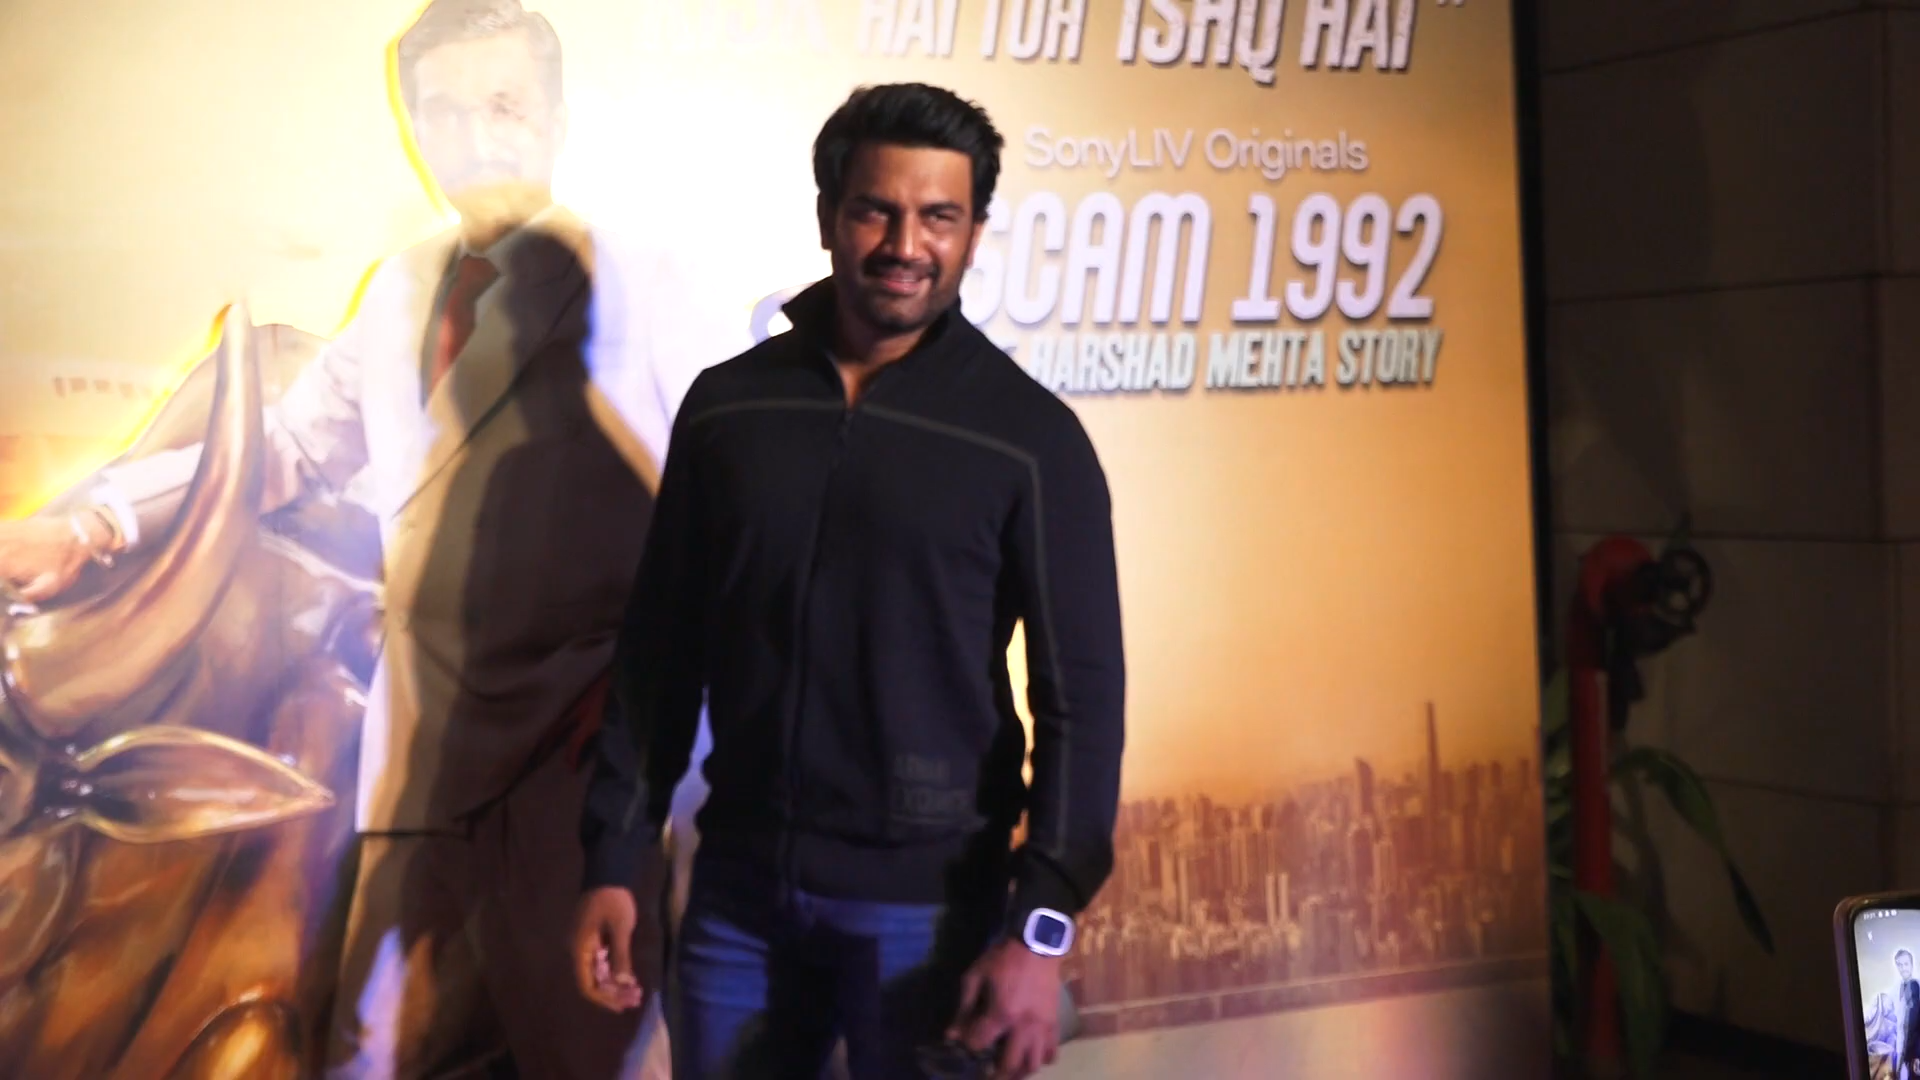 HAI TOH ISHQ HAI"
SonyLIV Originals
SCAM 1992
HARSHAD MEHTA STORY